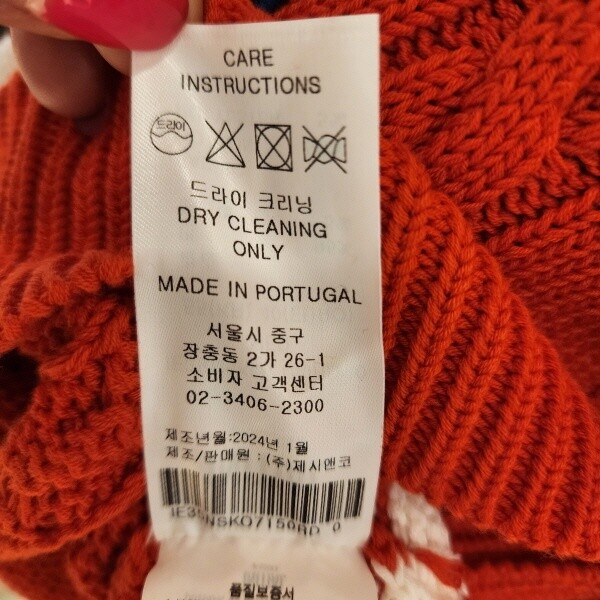 CARE
INSTRUCTIONS
드라이
드라이 크리닝
DRY CLEANING
ONLY
MADE IN PORTUGAL
서울시 중구
장충동 2가 26-1
소비자 고객센터
02-3406-2300
제조년월:2024년 1월
제조/판매원 : (주)제시앤코
품질보증서